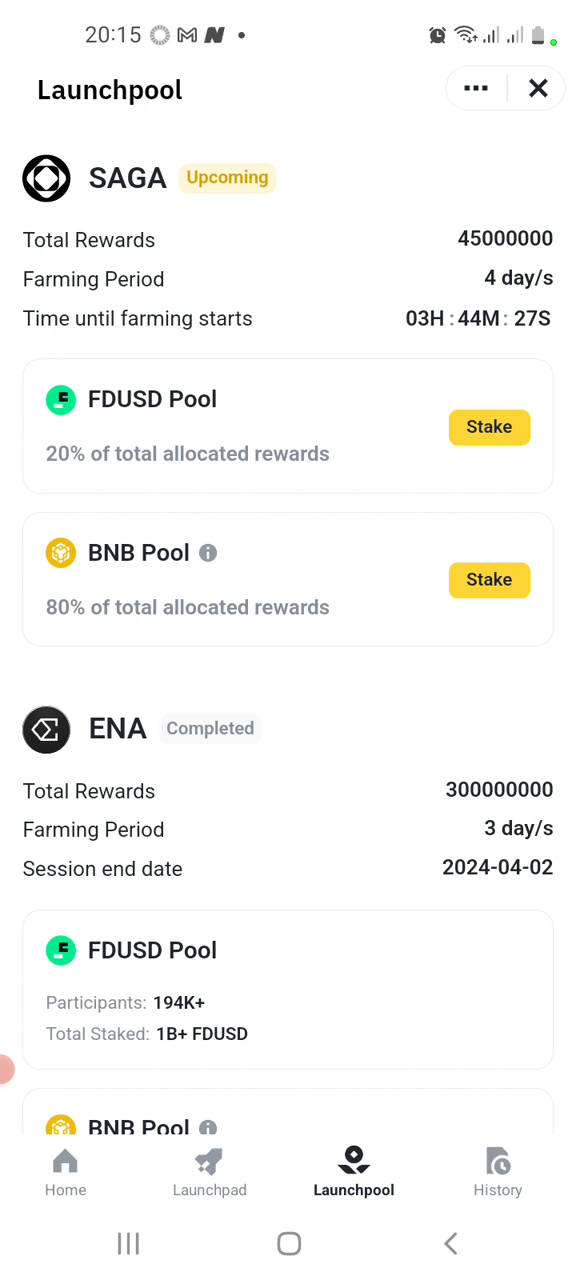 20:15
Launchpool
SAGA Upcoming
Total Rewards 45000000
Farming Period 4 day/s
Time until farming starts 03H : 44M : 27S
FDUSD Pool
Stake
20% of total allocated rewards
BNB Pool
Stake
80% of total allocated rewards
ENA Completed
Total Rewards 300000000
Farming Period 3 day/s
Session end date 2024-04-02
FDUSD Pool
Participants: 194K+
Total Staked: 1B+ FDUSD
BNB Pool
Home Launchpad Launchpool History